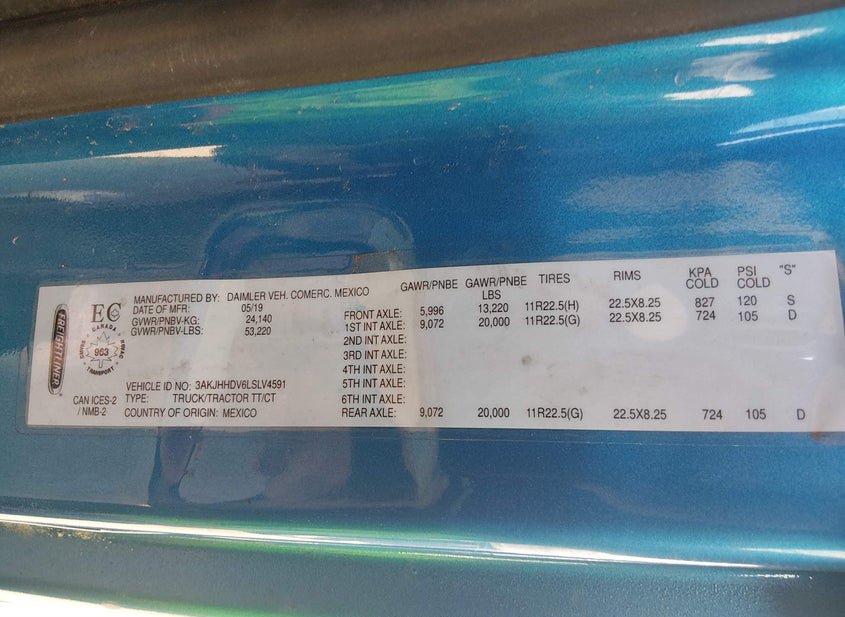 FREIGHTLINER
EC
CANADA
963
TRANSPORT
CAN ICES-2
/ NMB-2
MANUFACTURED BY: DAIMLER VEH. COMERC. MEXICO
DATE OF MFR: 05/19
GVWR/PNBV-KG: 24,140
GVWR/PNBV-LBS: 53,220
VEHICLE ID NO: 3AKJHHDV6LSLV4591
TYPE: TRUCK/TRACTOR TT/CT
COUNTRY OF ORIGIN: MEXICO
GAWR/PNBE GAWR/PNBE TIRES RIMS KPA PSI "S"
LBS COLD COLD
FRONT AXLE: 5,996 13,220 11R22.5(H) 22.5X8.25 827 120 S
1ST INT AXLE: 9,072 20,000 11R22.5(G) 22.5X8.25 724 105 D
2ND INT AXLE:
3RD INT AXLE:
4TH INT AXLE:
5TH INT AXLE:
6TH INT AXLE:
REAR AXLE: 9,072 20,000 11R22.5(G) 22.5X8.25 724 105 D